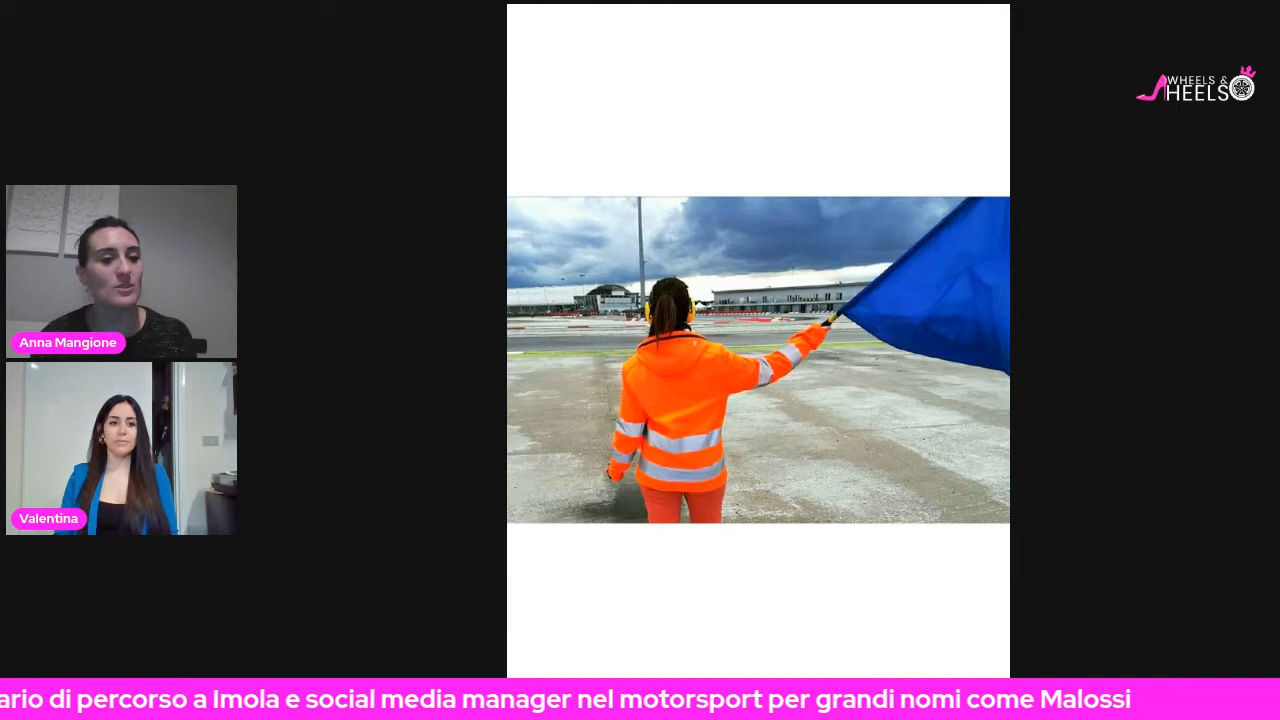 WHEELS &
HEELS
Anna Mangione
Valentina
ario di percorso a Imola e social media manager nel motorsport per grandi nomi come Malossi